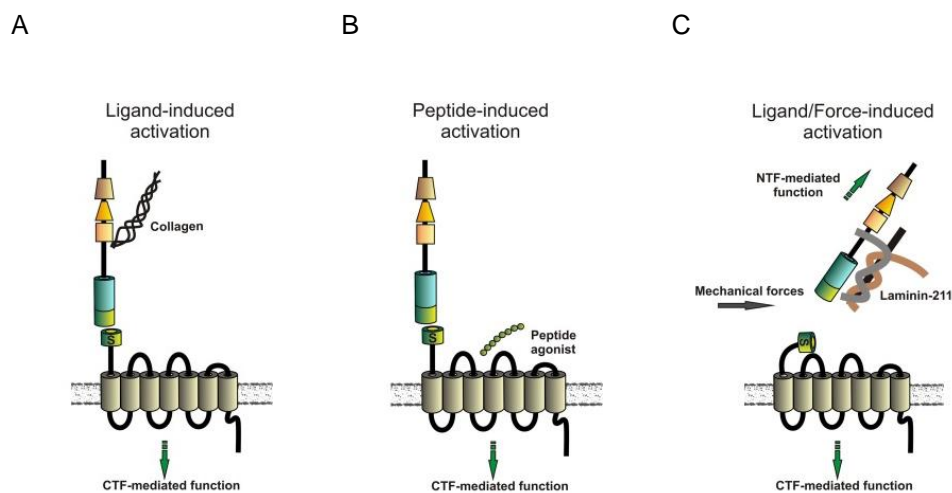 A
B
C
Ligand-induced
activation
Collagen
S
CTF-mediated function
Peptide-induced
activation
S
Peptide
agonist
CTF-mediated function
Ligand/Force-induced
activation
NTF-mediated
function
Mechanical forces
Laminin-211
S
CTF-mediated function